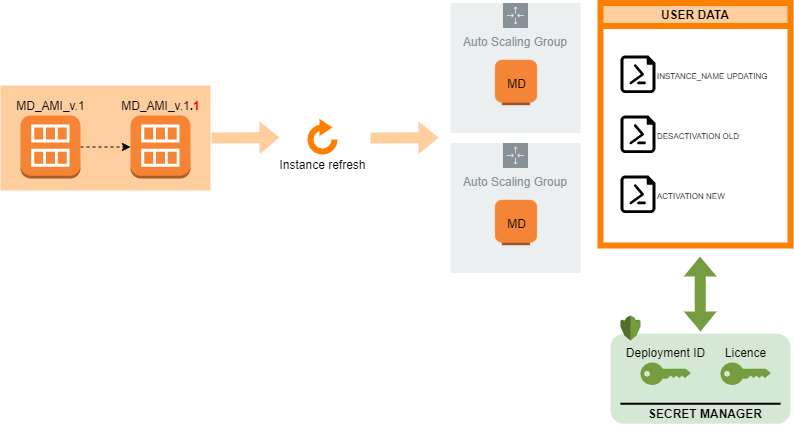 MD_AMI_v.1
MD_AMI_v.1.1
Instance refresh
Auto Scaling Group
MD
Auto Scaling Group
MD
USER DATA
INSTANCE_NAME UPDATING
DESACTIVATION OLD
ACTIVATION NEW
Deployment ID
Licence
SECRET MANAGER